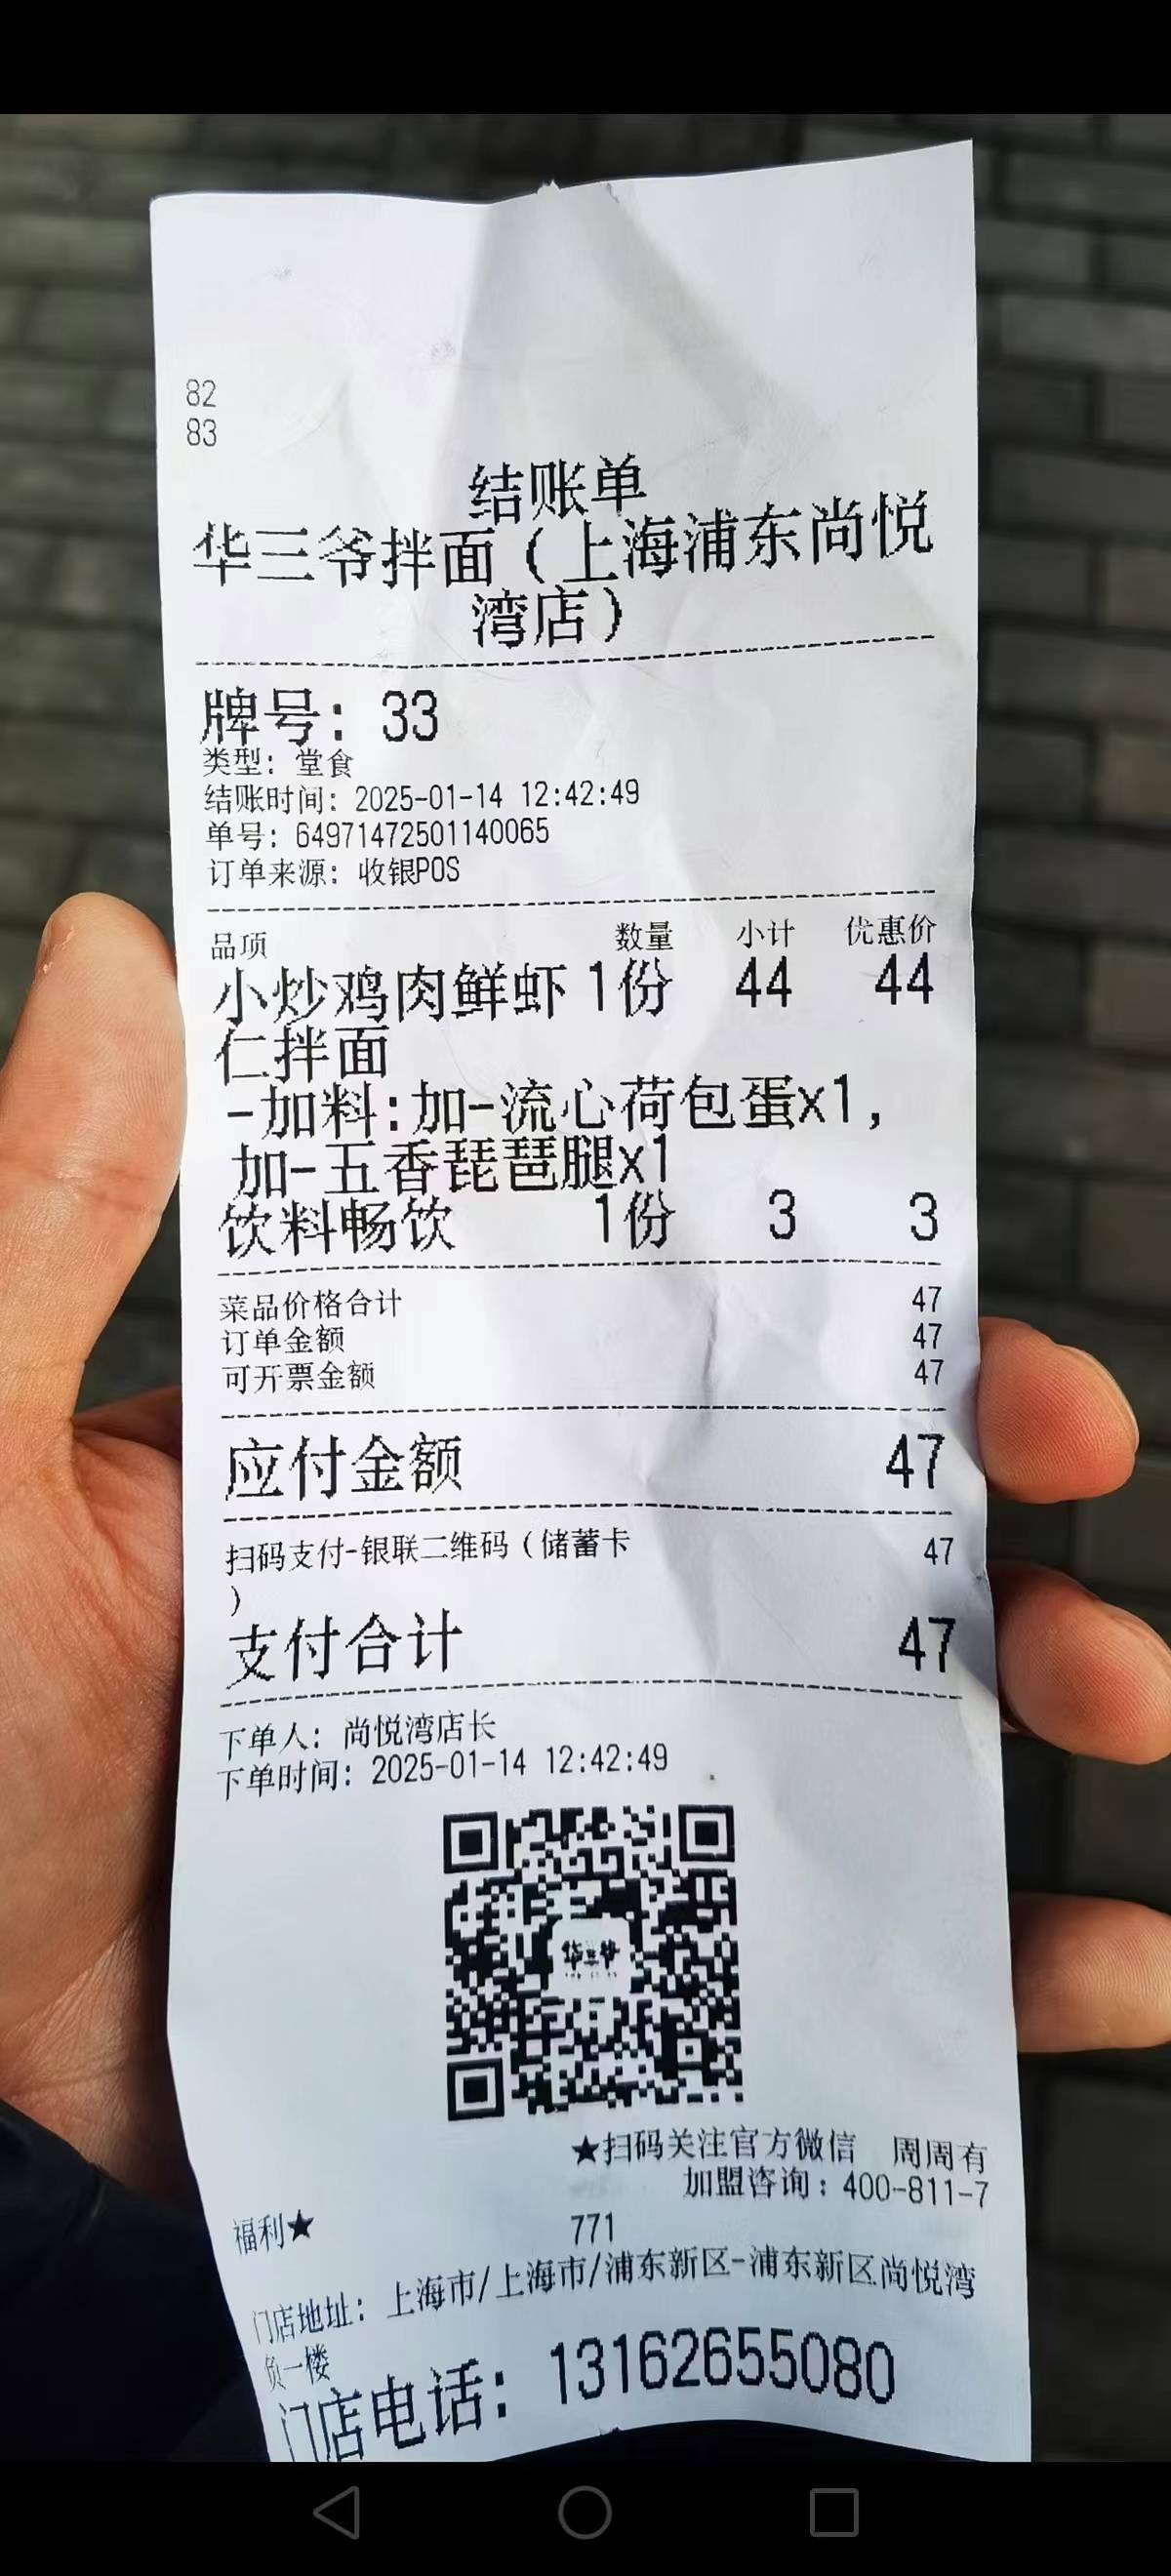 82
83
结账单
华三爷拌面（上海浦东尚悦
湾店）
牌号: 33
类型: 堂食
结账时间: 2025-01-14 12:42:49
单号: 64971472501140065
订单来源: 收银POS
品项 数量 小计 优惠价
小炒鸡肉鲜虾 1份 44 44
仁拌面
-加料:加-流心荷包蛋x1,
加-五香琵琶腿x1
饮料畅饮 1份 3 3
菜品价格合计 47
订单金额 47
可开票金额 47
应付金额 47
扫码支付-银联二维码（储蓄卡 47
）
支付合计 47
下单人: 尚悦湾店长
下单时间: 2025-01-14 12:42:49
华三爷
★扫码关注官方微信 周周有
加盟咨询: 400-811-7
福利★ 771
门店地址: 上海市/上海市/浦东新区-浦东新区尚悦湾
负一楼
门店电话: 13162655080